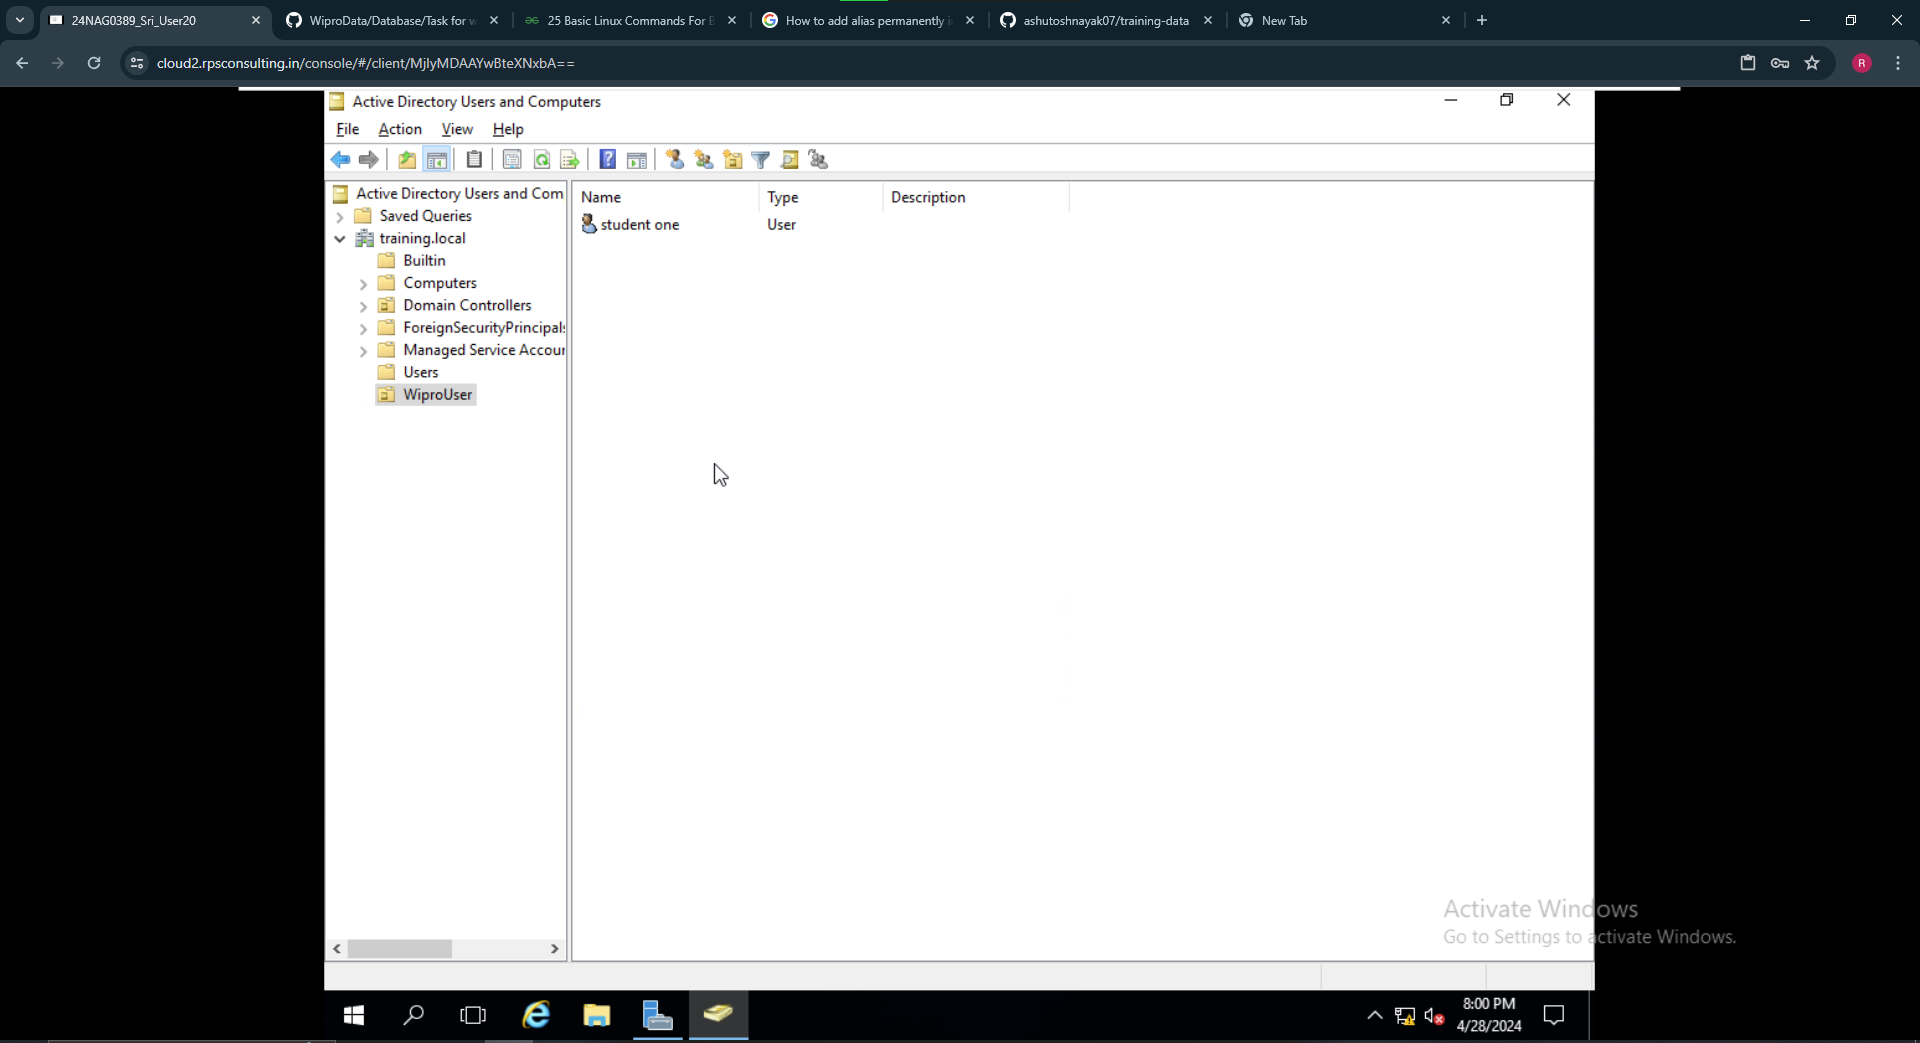 24NAG0389_Sri_User20
WiproData/Database/Task for w
25 Basic Linux Commands For B
How to add alias permanently i
ashutoshnayak07/training-data
New Tab
cloud2.rpsconsulting.in/console/#/client/MjIyMDAAYwBteXNxbA==
R
Active Directory Users and Computers
File Action View Help
Active Directory Users and Com
Saved Queries
training.local
Builtin
Computers
Domain Controllers
ForeignSecurityPrincipals
Managed Service Accour
Users
WiproUser
Name Type Description
student one User
Activate Windows
Go to Settings to activate Windows.
8:00 PM
4/28/2024